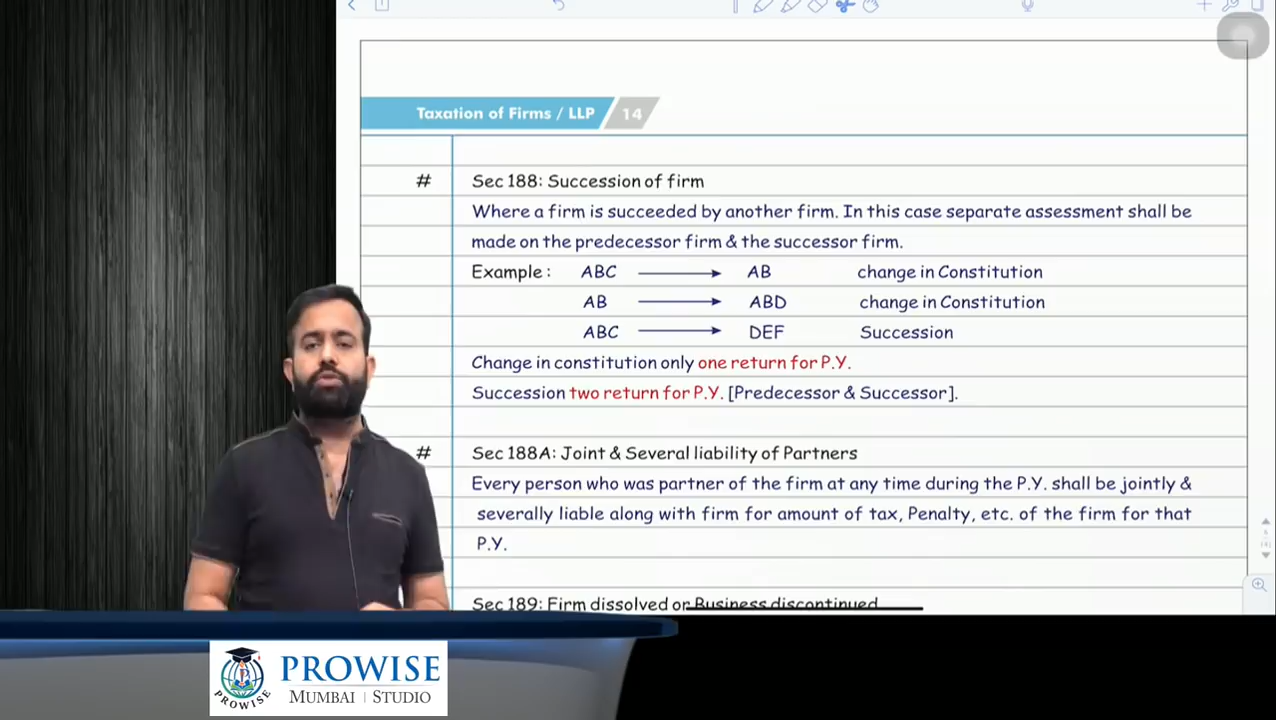 Taxation of Firms / LLP 14
# Sec 188: Succession of firm
Where a firm is succeeded by another firm. In this case separate assessment shall be
made on the predecessor firm & the successor firm.
Example : ABC → AB change in Constitution
AB → ABD change in Constitution
ABC → DEF Succession
Change in constitution only one return for P.Y.
Succession two return for P.Y. [Predecessor & Successor].
# Sec 188A: Joint & Several liability of Partners
Every person who was partner of the firm at any time during the P.Y. shall be jointly &
severally liable along with firm for amount of tax, Penalty, etc. of the firm for that
P.Y.
Sec 189: Firm dissolved or Business discontinued
PROWISE
PROWISE
MUMBAI | STUDIO